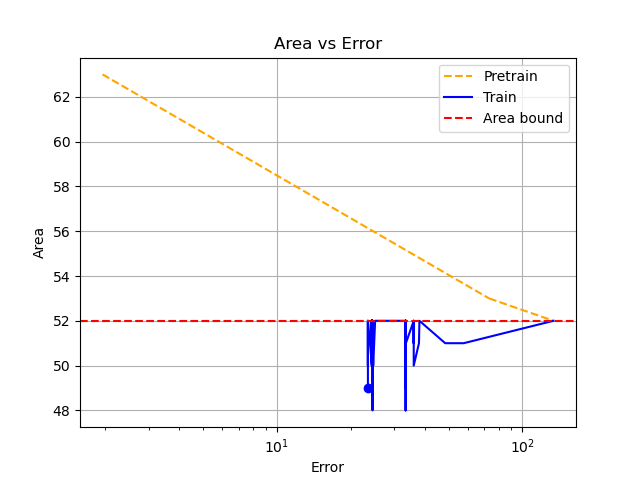 Area vs Error
Pretrain
Train
Area bound
Area
62
60
58
56
54
52
50
48
10¹
10²
Error